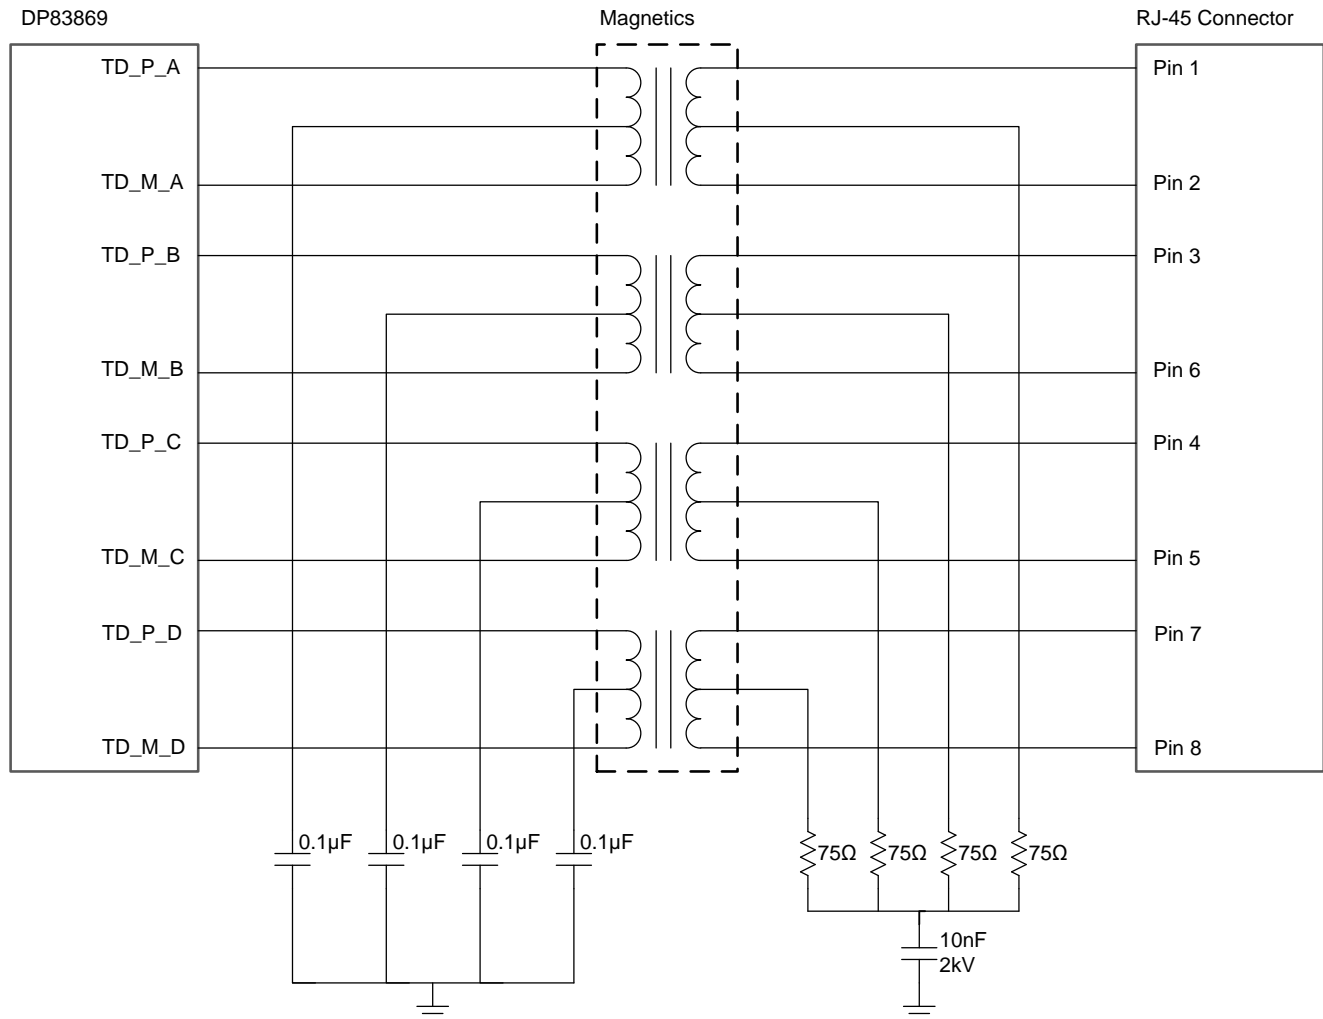 DP83869
Magnetics
RJ-45 Connector
TD_P_A
Pin 1
TD_M_A
Pin 2
TD_P_B
Pin 3
TD_M_B
Pin 6
TD_P_C
Pin 4
TD_M_C
Pin 5
TD_P_D
Pin 7
TD_M_D
Pin 8
0.1µF
0.1µF
0.1µF
0.1µF
75Ω
75Ω
75Ω
75Ω
10nF
2kV